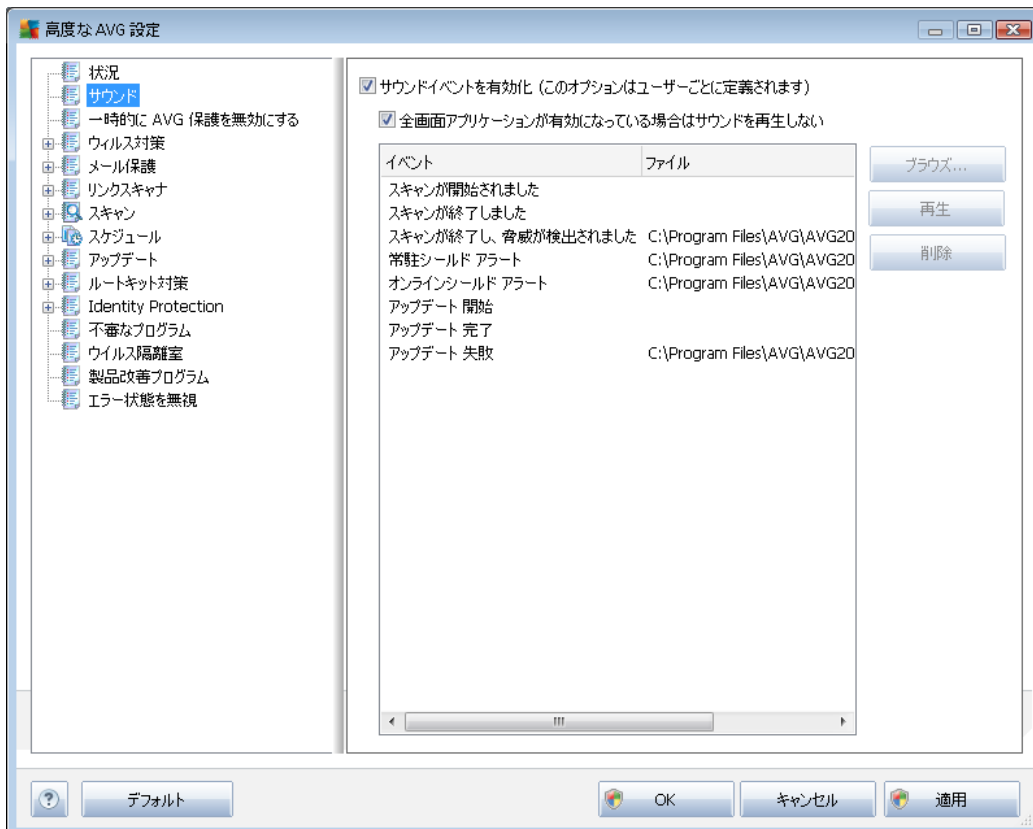 高度な AVG 設定
状況
サウンド
一時的に AVG 保護を無効にする
ウィルス対策
メール保護
リンクスキャナ
スキャン
スケジュール
アップデート
ルートキット対策
Identity Protection
不審なプログラム
ウイルス隔離室
製品改善プログラム
エラー状態を無視
サウンドイベントを有効化 (このオプションはユーザーごとに定義されます)
全画面アプリケーションが有効になっている場合はサウンドを再生しない
イベント ファイル
スキャンが開始されました
スキャンが終了しました
スキャンが終了し、脅威が検出されました C:\Program Files\AVG\AVG20
常駐シールド アラート C:\Program Files\AVG\AVG20
オンラインシールド アラート C:\Program Files\AVG\AVG20
アップデート 開始
アップデート 完了
アップデート 失敗 C:\Program Files\AVG\AVG20
ブラウズ...
再生
削除
? デフォルト OK キャンセル 適用